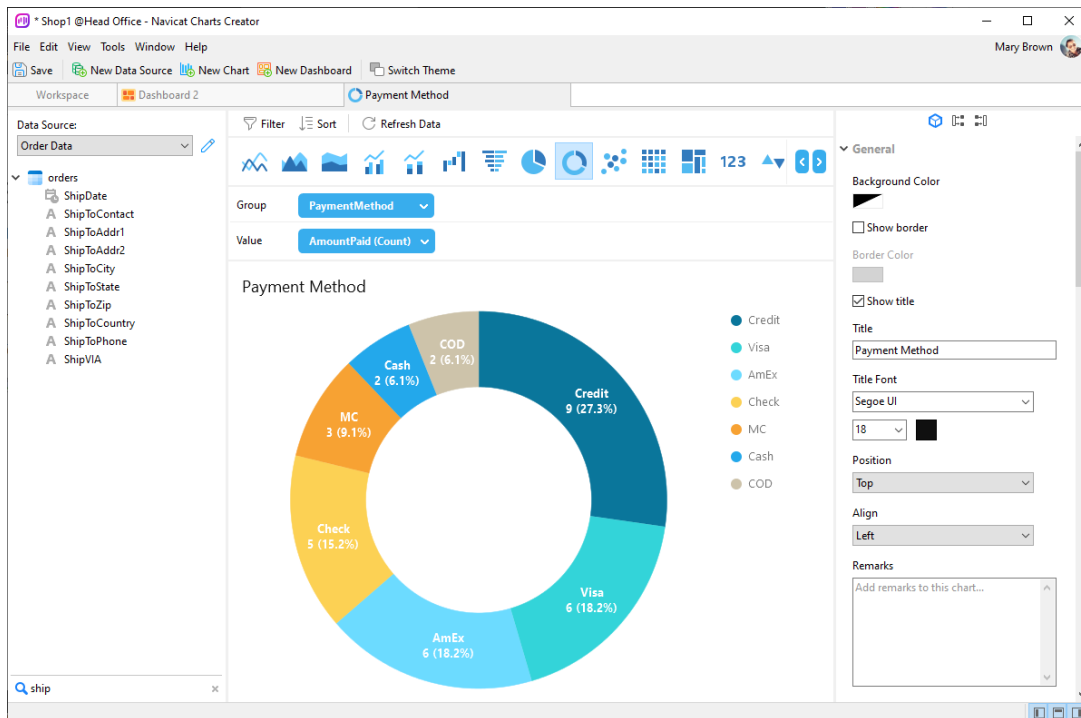 * Shop1 @Head Office - Navicat Charts Creator
File Edit View Tools Window Help
Mary Brown
Save New Data Source New Chart New Dashboard Switch Theme
Workspace Dashboard 2 Payment Method
Data Source:
Order Data
orders
ShipDate
A ShipToContact
A ShipToAddr1
A ShipToAddr2
A ShipToCity
A ShipToState
A ShipToZip
A ShipToCountry
A ShipToPhone
A ShipVIA
ship
Filter Sort Refresh Data
123
Group PaymentMethod
Value AmountPaid (Count)
Payment Method
COD
2 (6.1%)
Cash
2 (6.1%)
Credit
9 (27.3%)
MC
3 (9.1%)
Check
5 (15.2%)
Visa
6 (18.2%)
AmEx
6 (18.2%)
Credit
Visa
AmEx
Check
MC
Cash
COD
General
Background Color
Show border
Border Color
Show title
Title
Payment Method
Title Font
Segoe UI
18
Position
Top
Align
Left
Remarks
Add remarks to this chart...